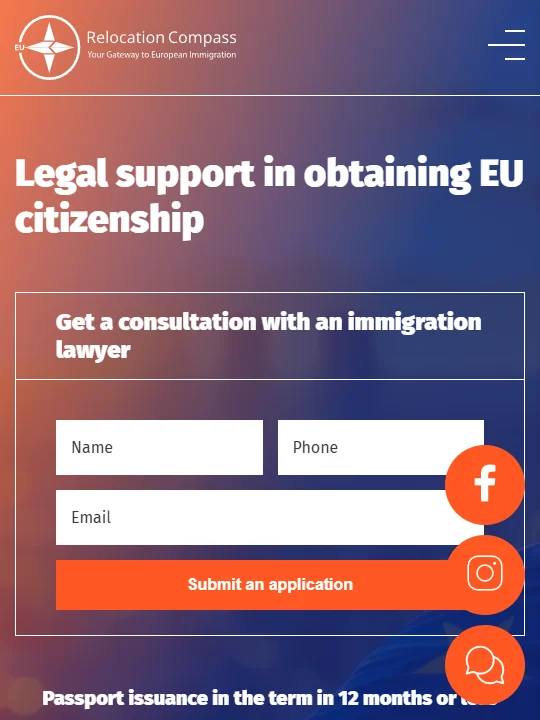 EU
Relocation Compass
Your Gateway to European Immigration
Legal support in obtaining EU
citizenship
Get a consultation with an immigration
lawyer
Name
Phone
Email
Submit an application
Passport issuance in the term in 12 months or